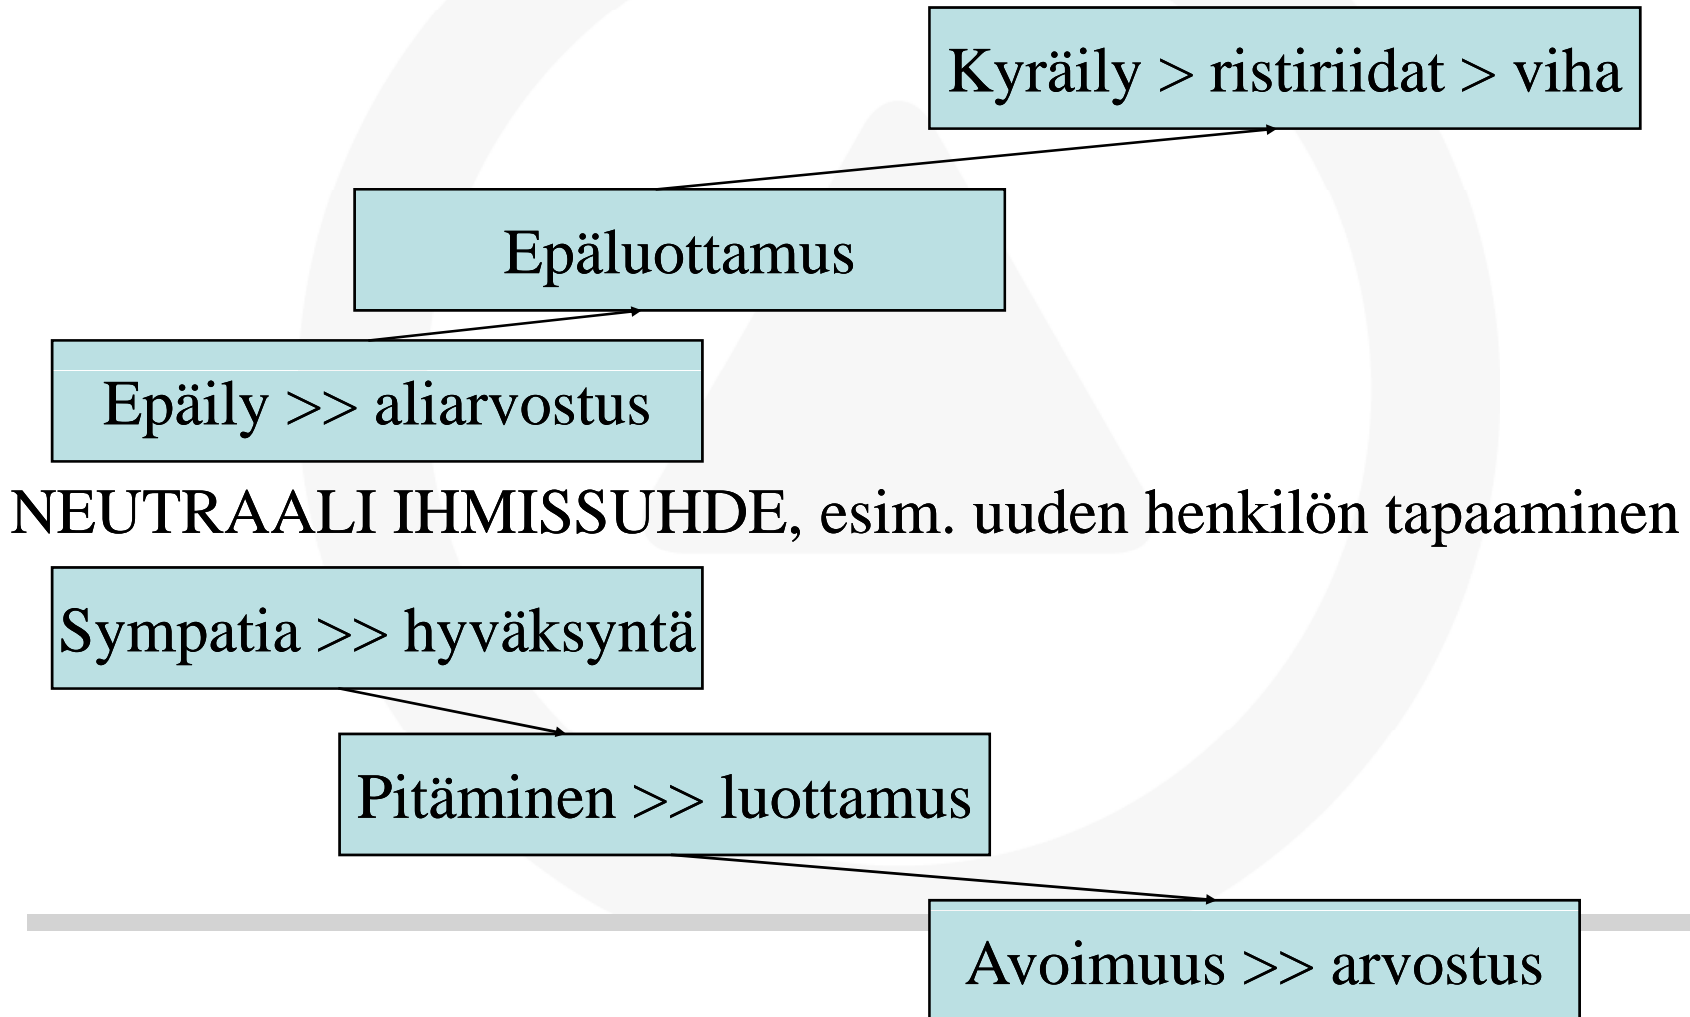 Kyräily > ristiriidat > viha
Epäluottamus
Epäily >> aliarvostus
NEUTRAALI IHMISSUHDE, esim. uuden henkilön tapaaminen
Sympatia >> hyväksyntä
Pitäminen >> luottamus
Avoimuus >> arvostus